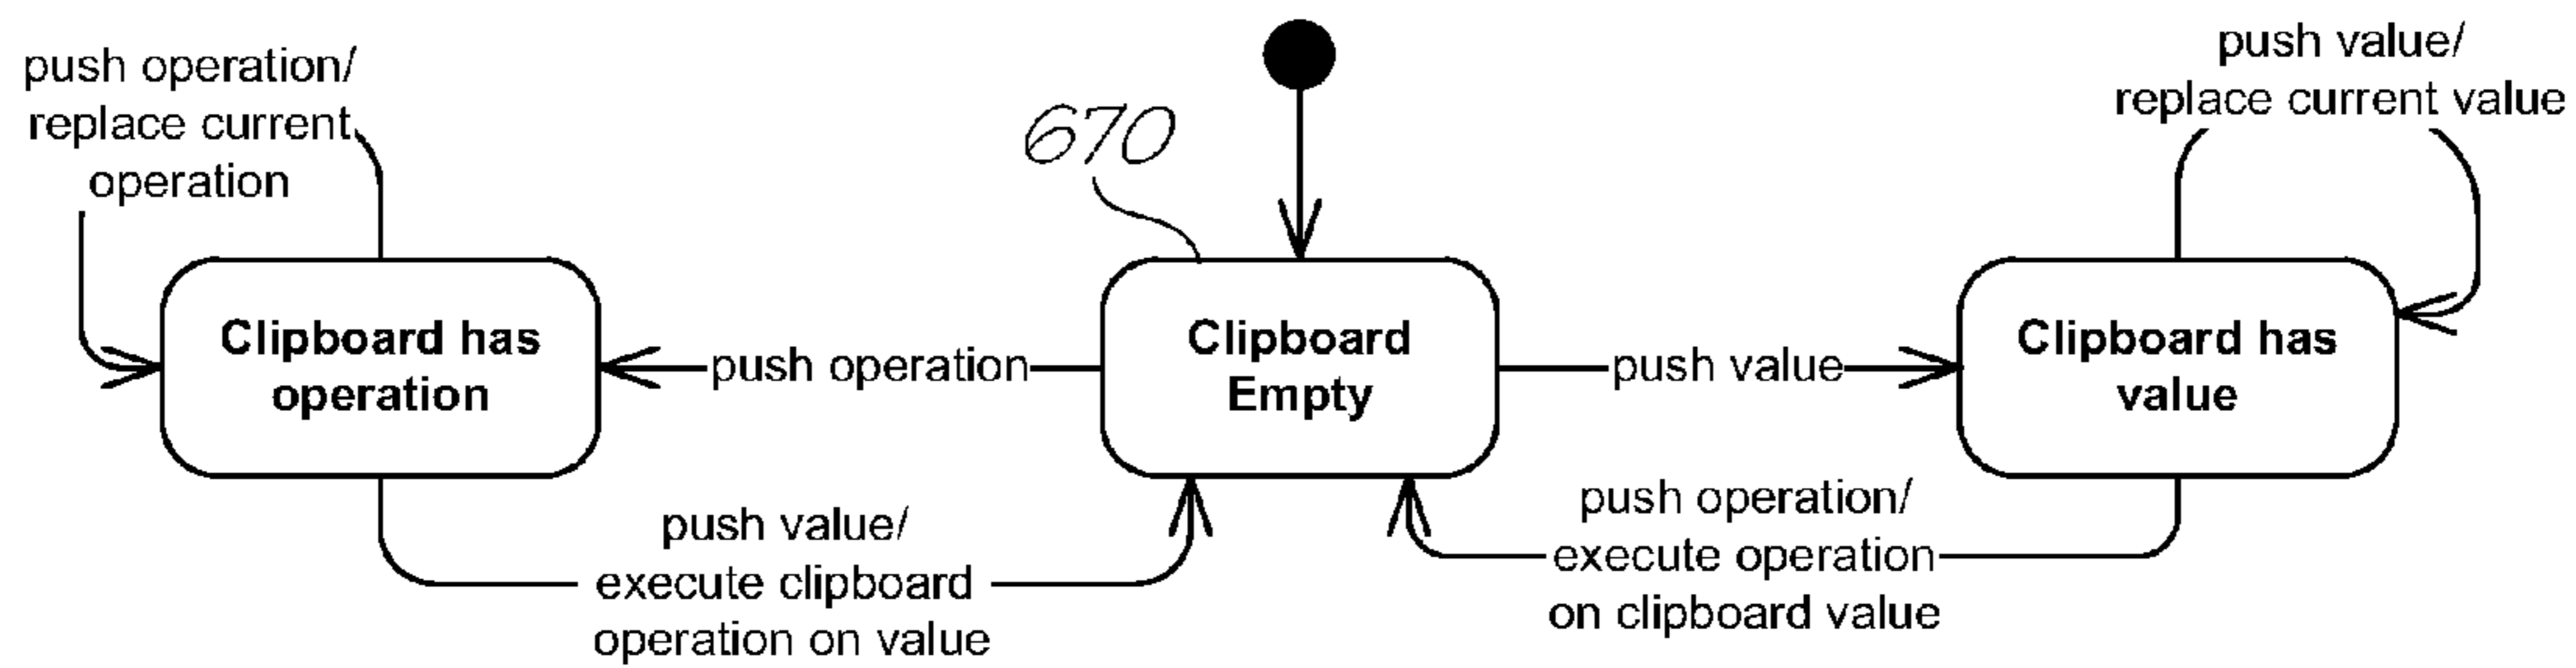 push operation/
replace current
operation
670
push value/
replace current value
Clipboard has
operation
push operation
Clipboard
Empty
push value
Clipboard has
value
push value/
execute clipboard
operation on value
push operation/
execute operation
on clipboard value